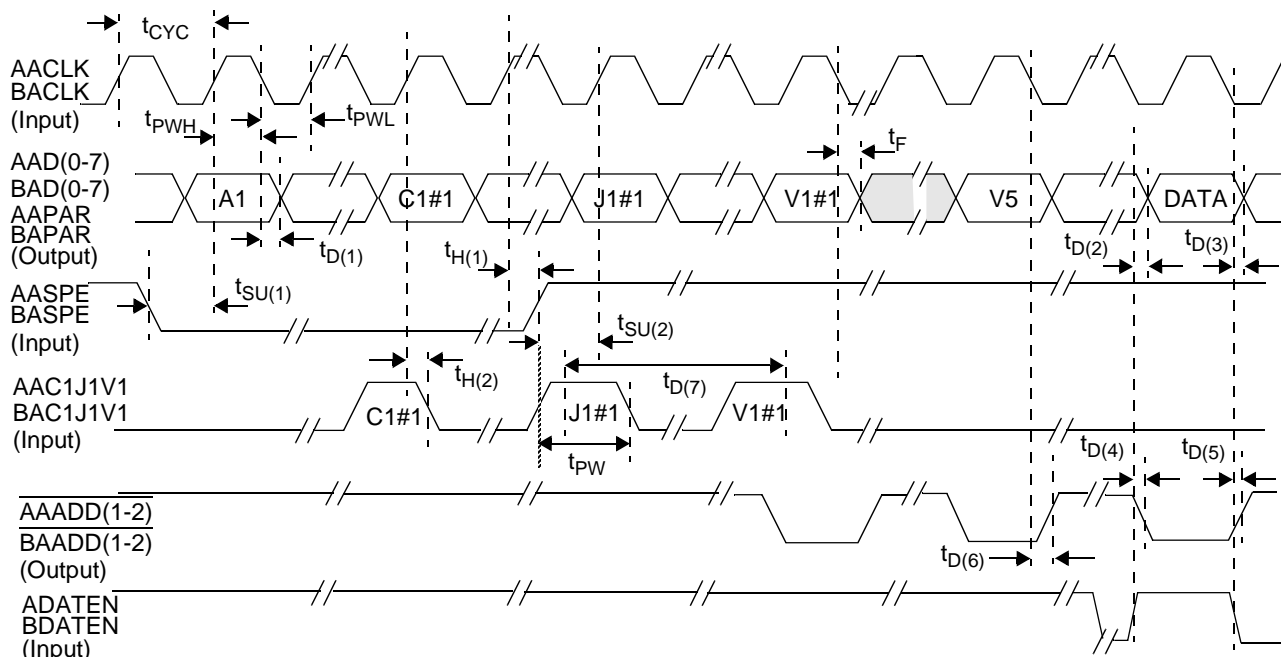 tCYC
AACLK
BACLK
(Input)
tPWH
tPWL
tF
AAD(0-7)
BAD(0-7)
AAPAR
BAPAR
(Output)
A1
C1#1
J1#1
V1#1
V5
DATA
tD(1)
tH(1)
tD(2)
tD(3)
AASPE
BASPE
(Input)
tSU(1)
tSU(2)
AAC1J1V1
BAC1J1V1
(Input)
C1#1
tH(2)
J1#1
tD(7)
V1#1
tPW
tD(4)
tD(5)
AAADD(1-2)
BAADD(1-2)
(Output)
tD(6)
ADATEN
BDATEN
(Input)